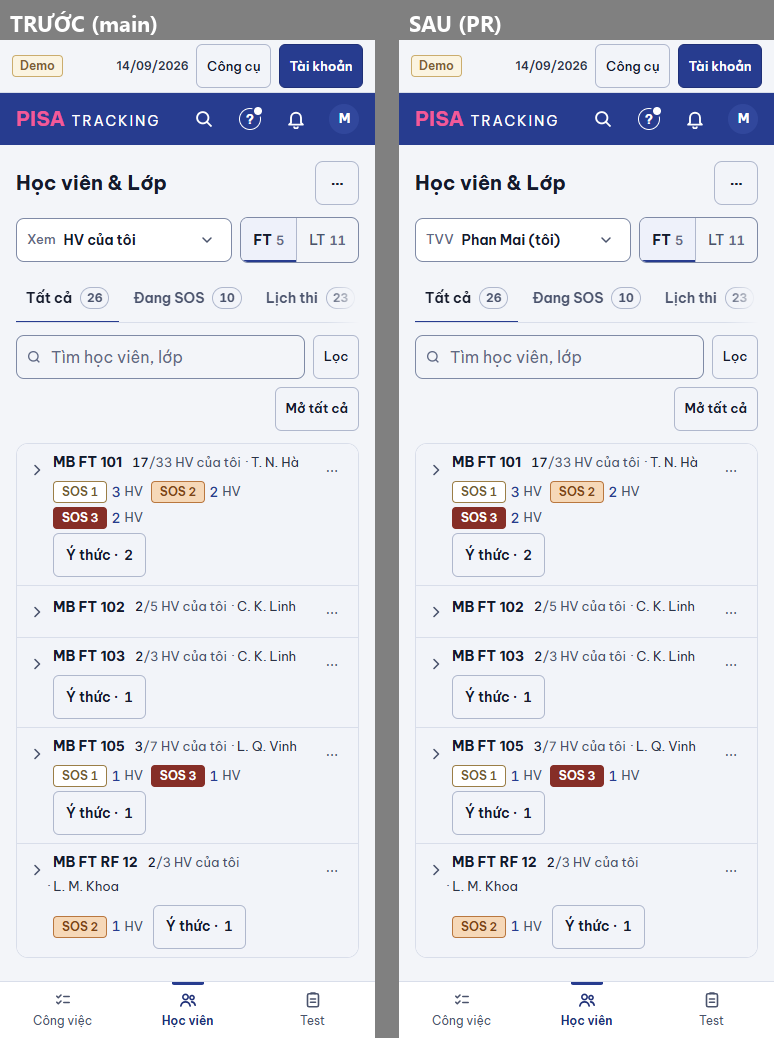 TRƯỚC (main)
Demo 14/09/2026 Công cụ Tài khoản
PISA TRACKING ? M
Học viên & Lớp ...
Xem HV của tôi FT 5 LT 11
Tất cả 26 Đang SOS 10 Lịch thi 23
Tìm học viên, lớp Lọc
Mở tất cả
MB FT 101 17/33 HV của tôi · T. N. Hà ...
SOS 1 3 HV SOS 2 2 HV
SOS 3 2 HV
Ý thức · 2
MB FT 102 2/5 HV của tôi · C. K. Linh ...
MB FT 103 2/3 HV của tôi · C. K. Linh ...
Ý thức · 1
MB FT 105 3/7 HV của tôi · L. Q. Vinh ...
SOS 1 1 HV SOS 3 1 HV
Ý thức · 1
MB FT RF 12 2/3 HV của tôi ...
· L. M. Khoa
SOS 2 1 HV Ý thức · 1
Công việc Học viên Test
SAU (PR)
Demo 14/09/2026 Công cụ Tài khoản
PISA TRACKING ? M
Học viên & Lớp ...
TVV Phan Mai (tôi) FT 5 LT 11
Tất cả 26 Đang SOS 10 Lịch thi 23
Tìm học viên, lớp Lọc
Mở tất cả
MB FT 101 17/33 HV của tôi · T. N. Hà ...
SOS 1 3 HV SOS 2 2 HV
SOS 3 2 HV
Ý thức · 2
MB FT 102 2/5 HV của tôi · C. K. Linh ...
MB FT 103 2/3 HV của tôi · C. K. Linh ...
Ý thức · 1
MB FT 105 3/7 HV của tôi · L. Q. Vinh ...
SOS 1 1 HV SOS 3 1 HV
Ý thức · 1
MB FT RF 12 2/3 HV của tôi ...
· L. M. Khoa
SOS 2 1 HV Ý thức · 1
Công việc Học viên Test